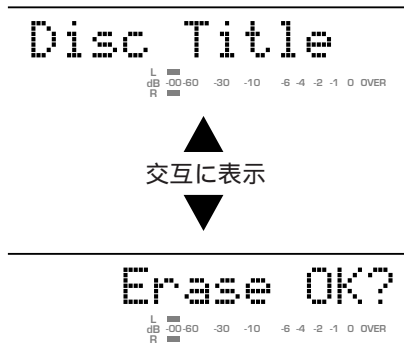 Disc Title
L
dB -00-60 -30 -10 -6 -4 -2 -1 0 OVER
R
交互に表示
Erase OK?
L
dB -00-60 -30 -10 -6 -4 -2 -1 0 OVER
R